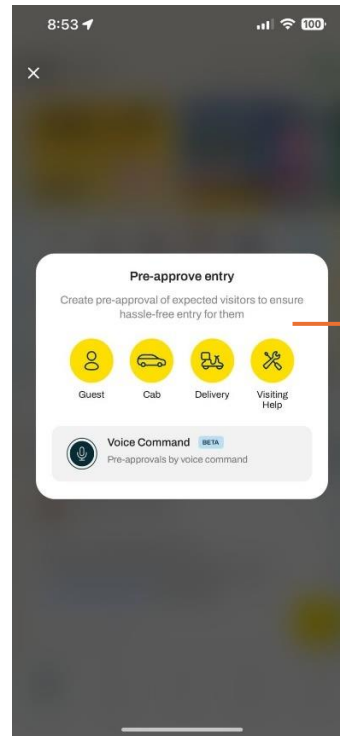 8:53
100
Pre-approve entry
Create pre-approval of expected visitors to ensure
hassle-free entry for them
Guest
Cab
Delivery
Visiting
Help
Voice Command BETA
Pre-approvals by voice command